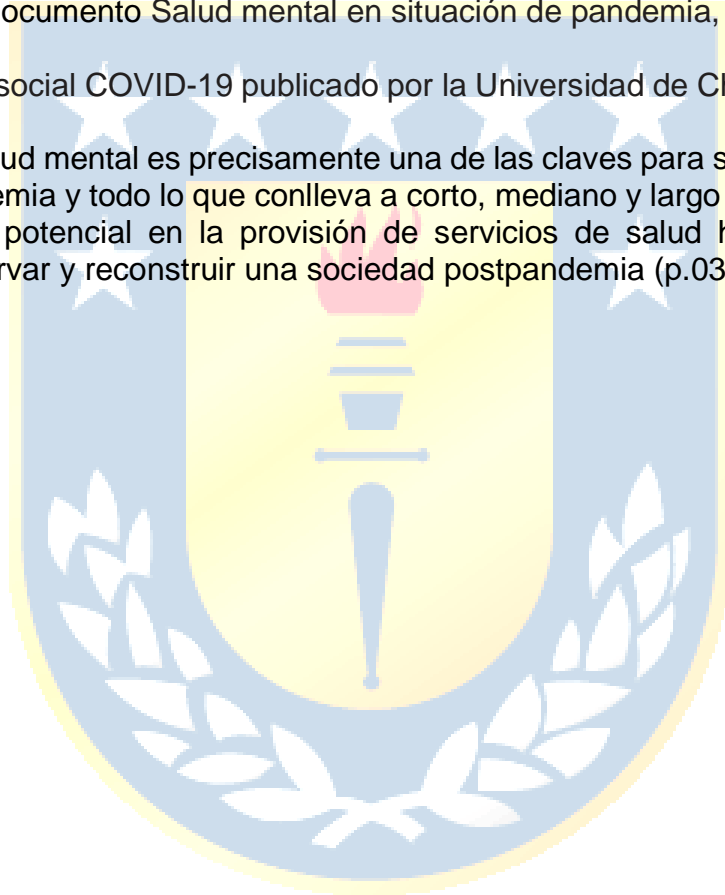 ocumento Salud mental en situación de pandemia,
social COVID-19 publicado por la Universidad de Ch
ud mental es precisamente una de las claves para s
emia y todo lo que conlleva a corto, mediano y largo
potencial en la provisión de servicios de salud h
rvar y reconstruir una sociedad postpandemia (p.03